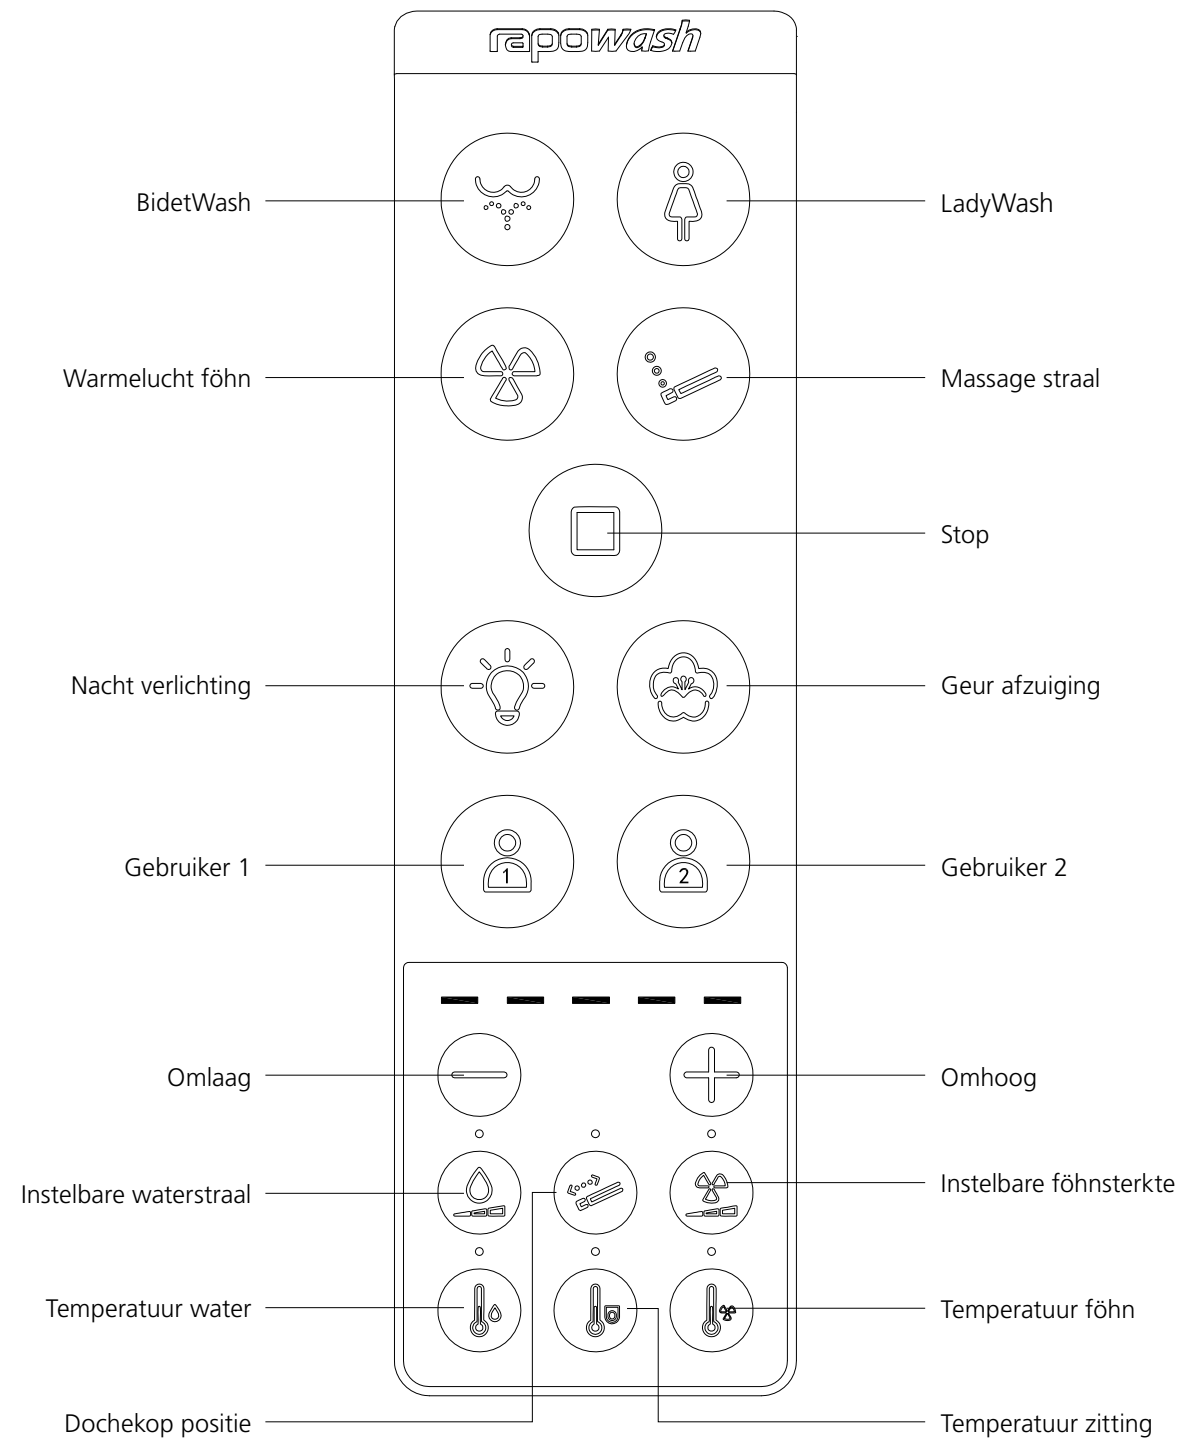 rapowash
BidetWash
LadyWash
Warmelucht föhn
Massage straal
Stop
Nacht verlichting
Geur afzuiging
Gebruiker 1
1
2
Gebruiker 2
Omlaag
Omhoog
Instelbare waterstraal
Instelbare föhnsterkte
Temperatuur water
Temperatuur föhn
Dochekop positie
Temperatuur zitting